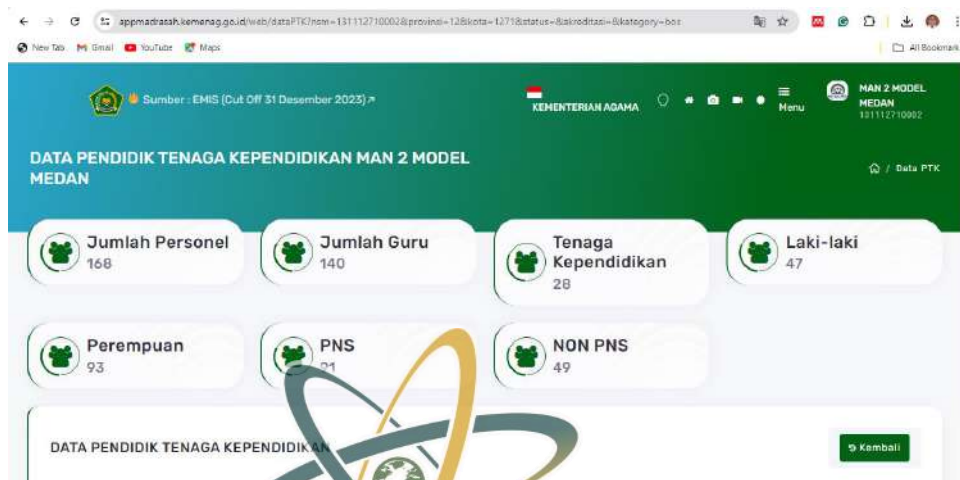 appmadrasah.kemenag.go.id/web/dataPTK?nsm=131112710002&provinsi=12&kota=1271&status=&akreditasi=&kategory=bos
New Tab Gmail YouTube Maps All Bookmark
Sumber : EMIS (Cut Off 31 Desember 2023)
KEMENTERIAN AGAMA
Menu
MAN 2 MODEL
MEDAN
131112710002
DATA PENDIDIK TENAGA KEPENDIDIKAN MAN 2 MODEL
MEDAN
/ Data PTK
Jumlah Personel
168
Jumlah Guru
140
Tenaga
Kependidikan
28
Laki-laki
47
Perempuan
93
PNS
91
NON PNS
49
DATA PENDIDIK TENAGA KEPENDIDIKAN
Kembali